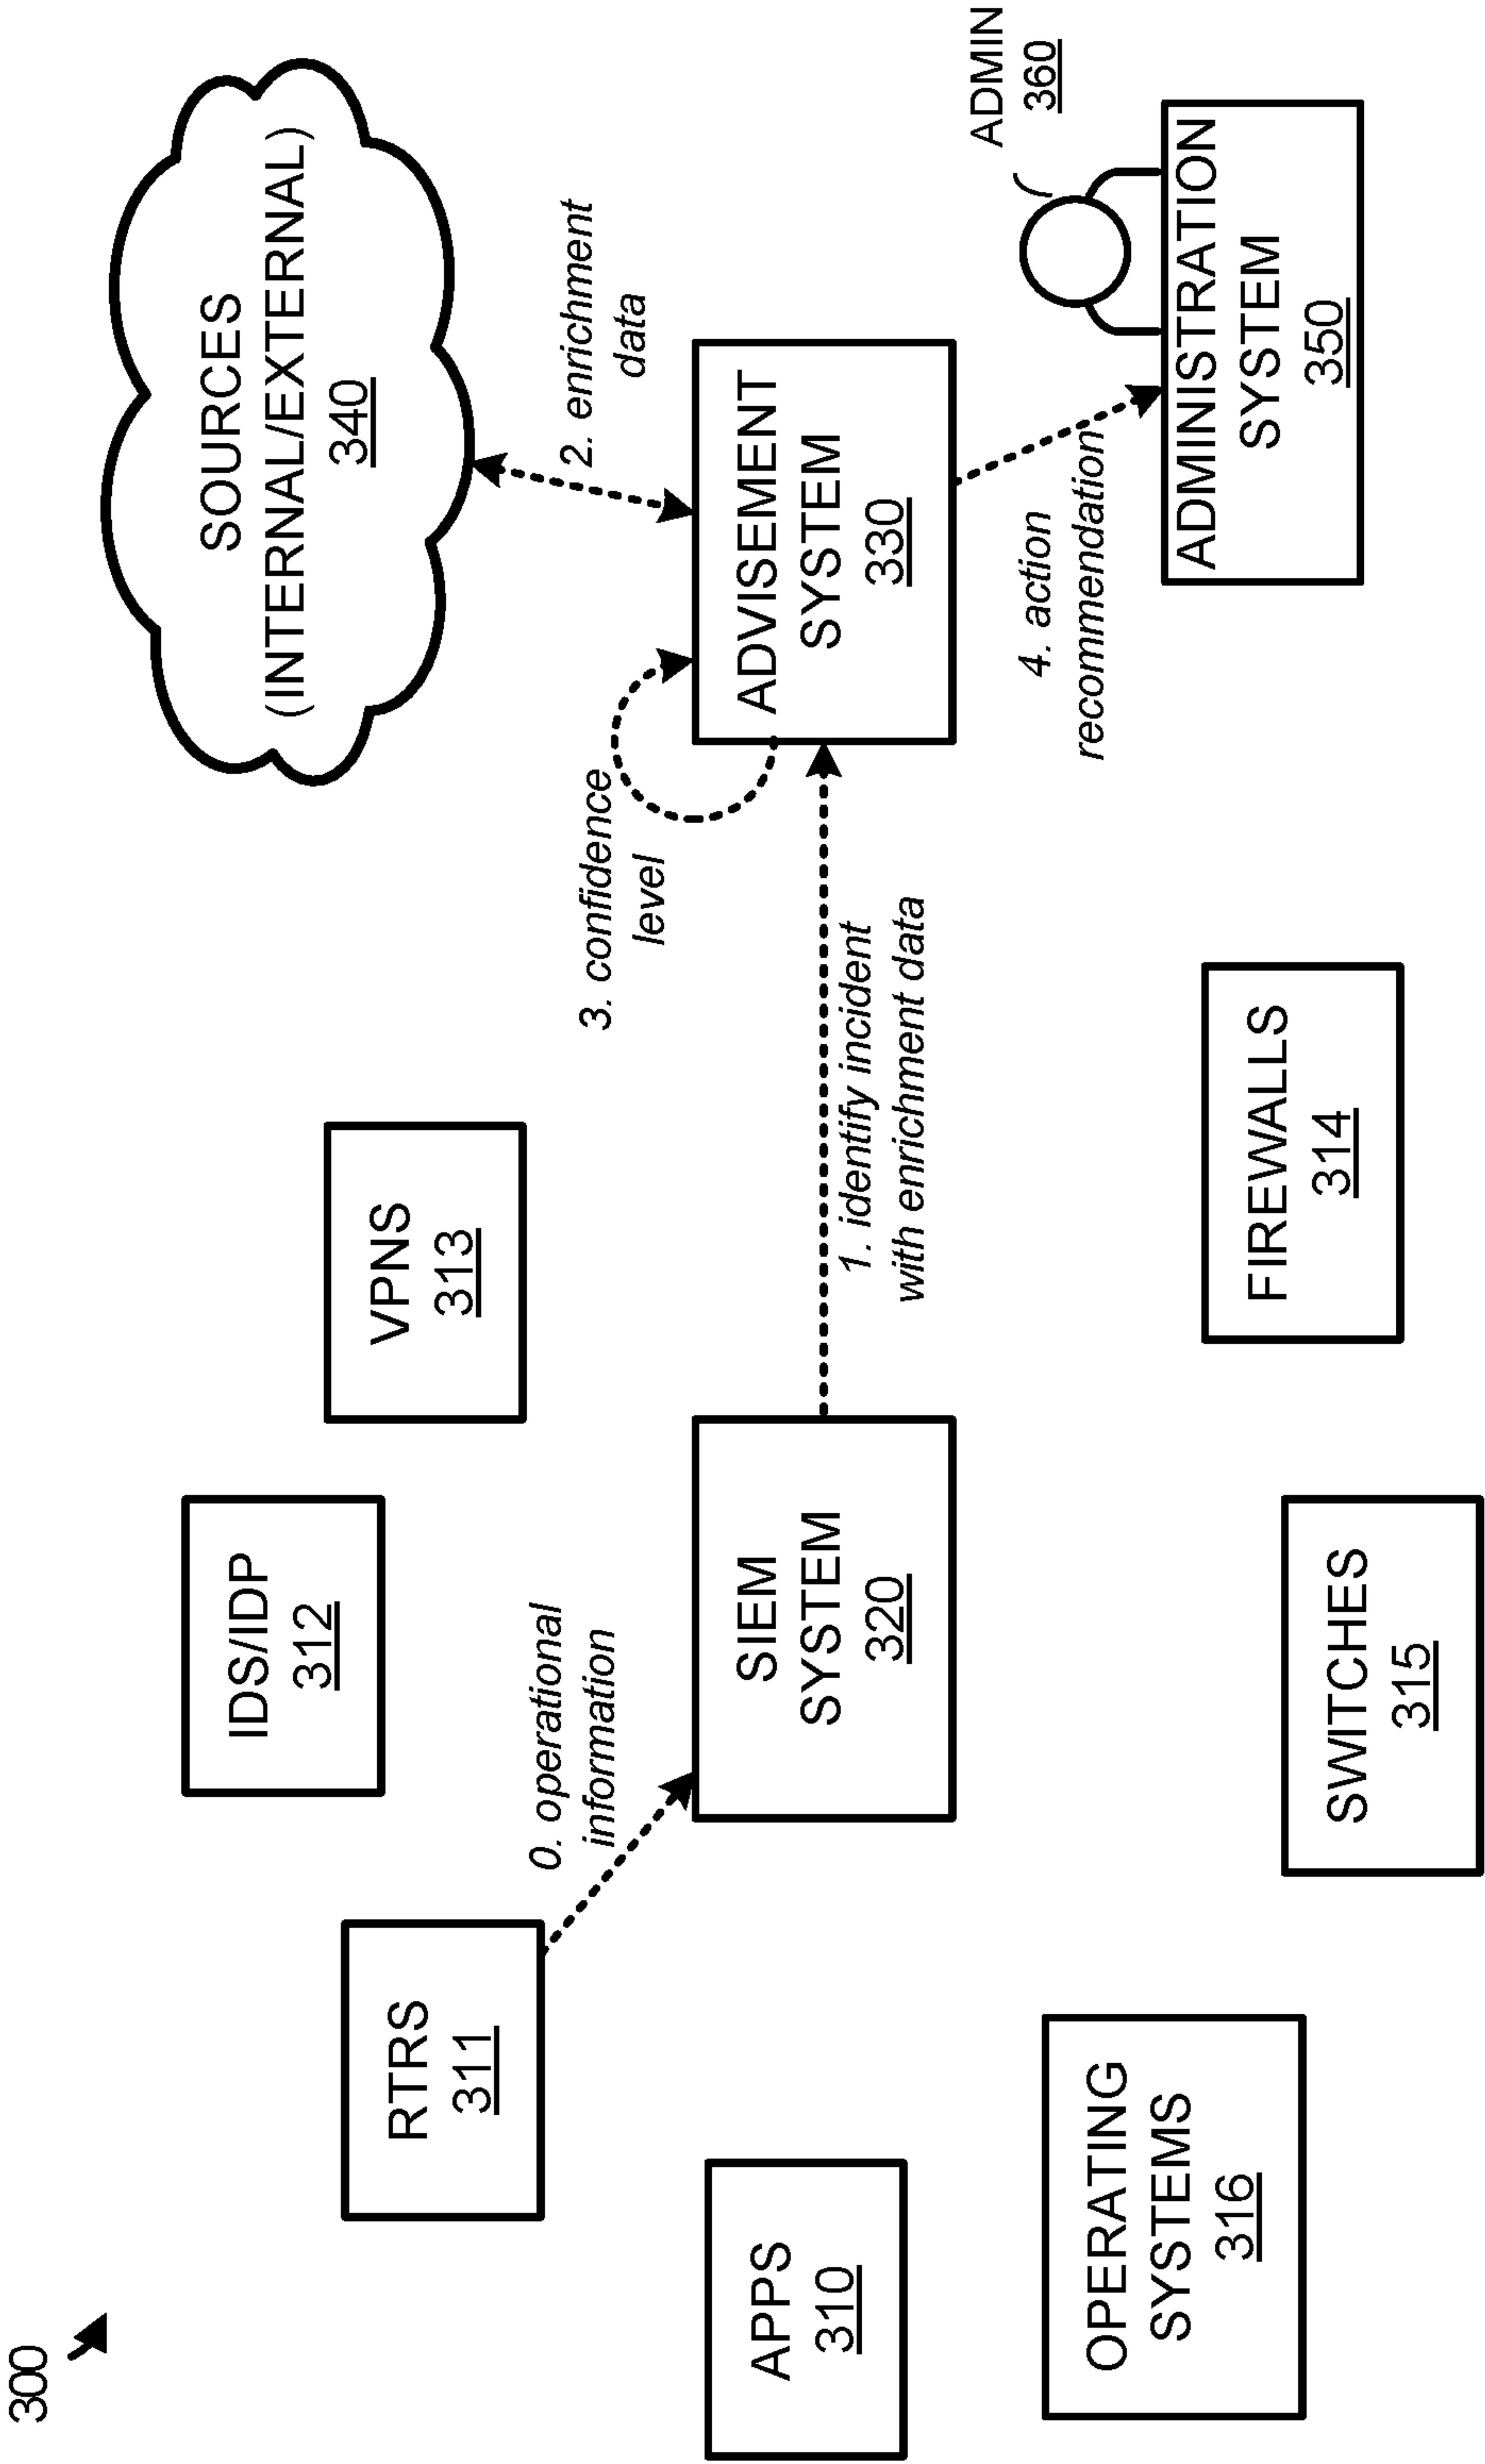 300
IDS/IDP
312
VPNS
313
SOURCES
(INTERNAL/EXTERNAL)
340
RTRS
311
0. operational
information
3. confidence
level
2. enrichment
data
APPS
310
SIEM
SYSTEM
320
1. identify incident
with enrichment data
ADVISEMENT
SYSTEM
330
4. action
recommendation
ADMIN
360
OPERATING
SYSTEMS
316
SWITCHES
315
FIREWALLS
314
ADMINISTRATION
SYSTEM
350